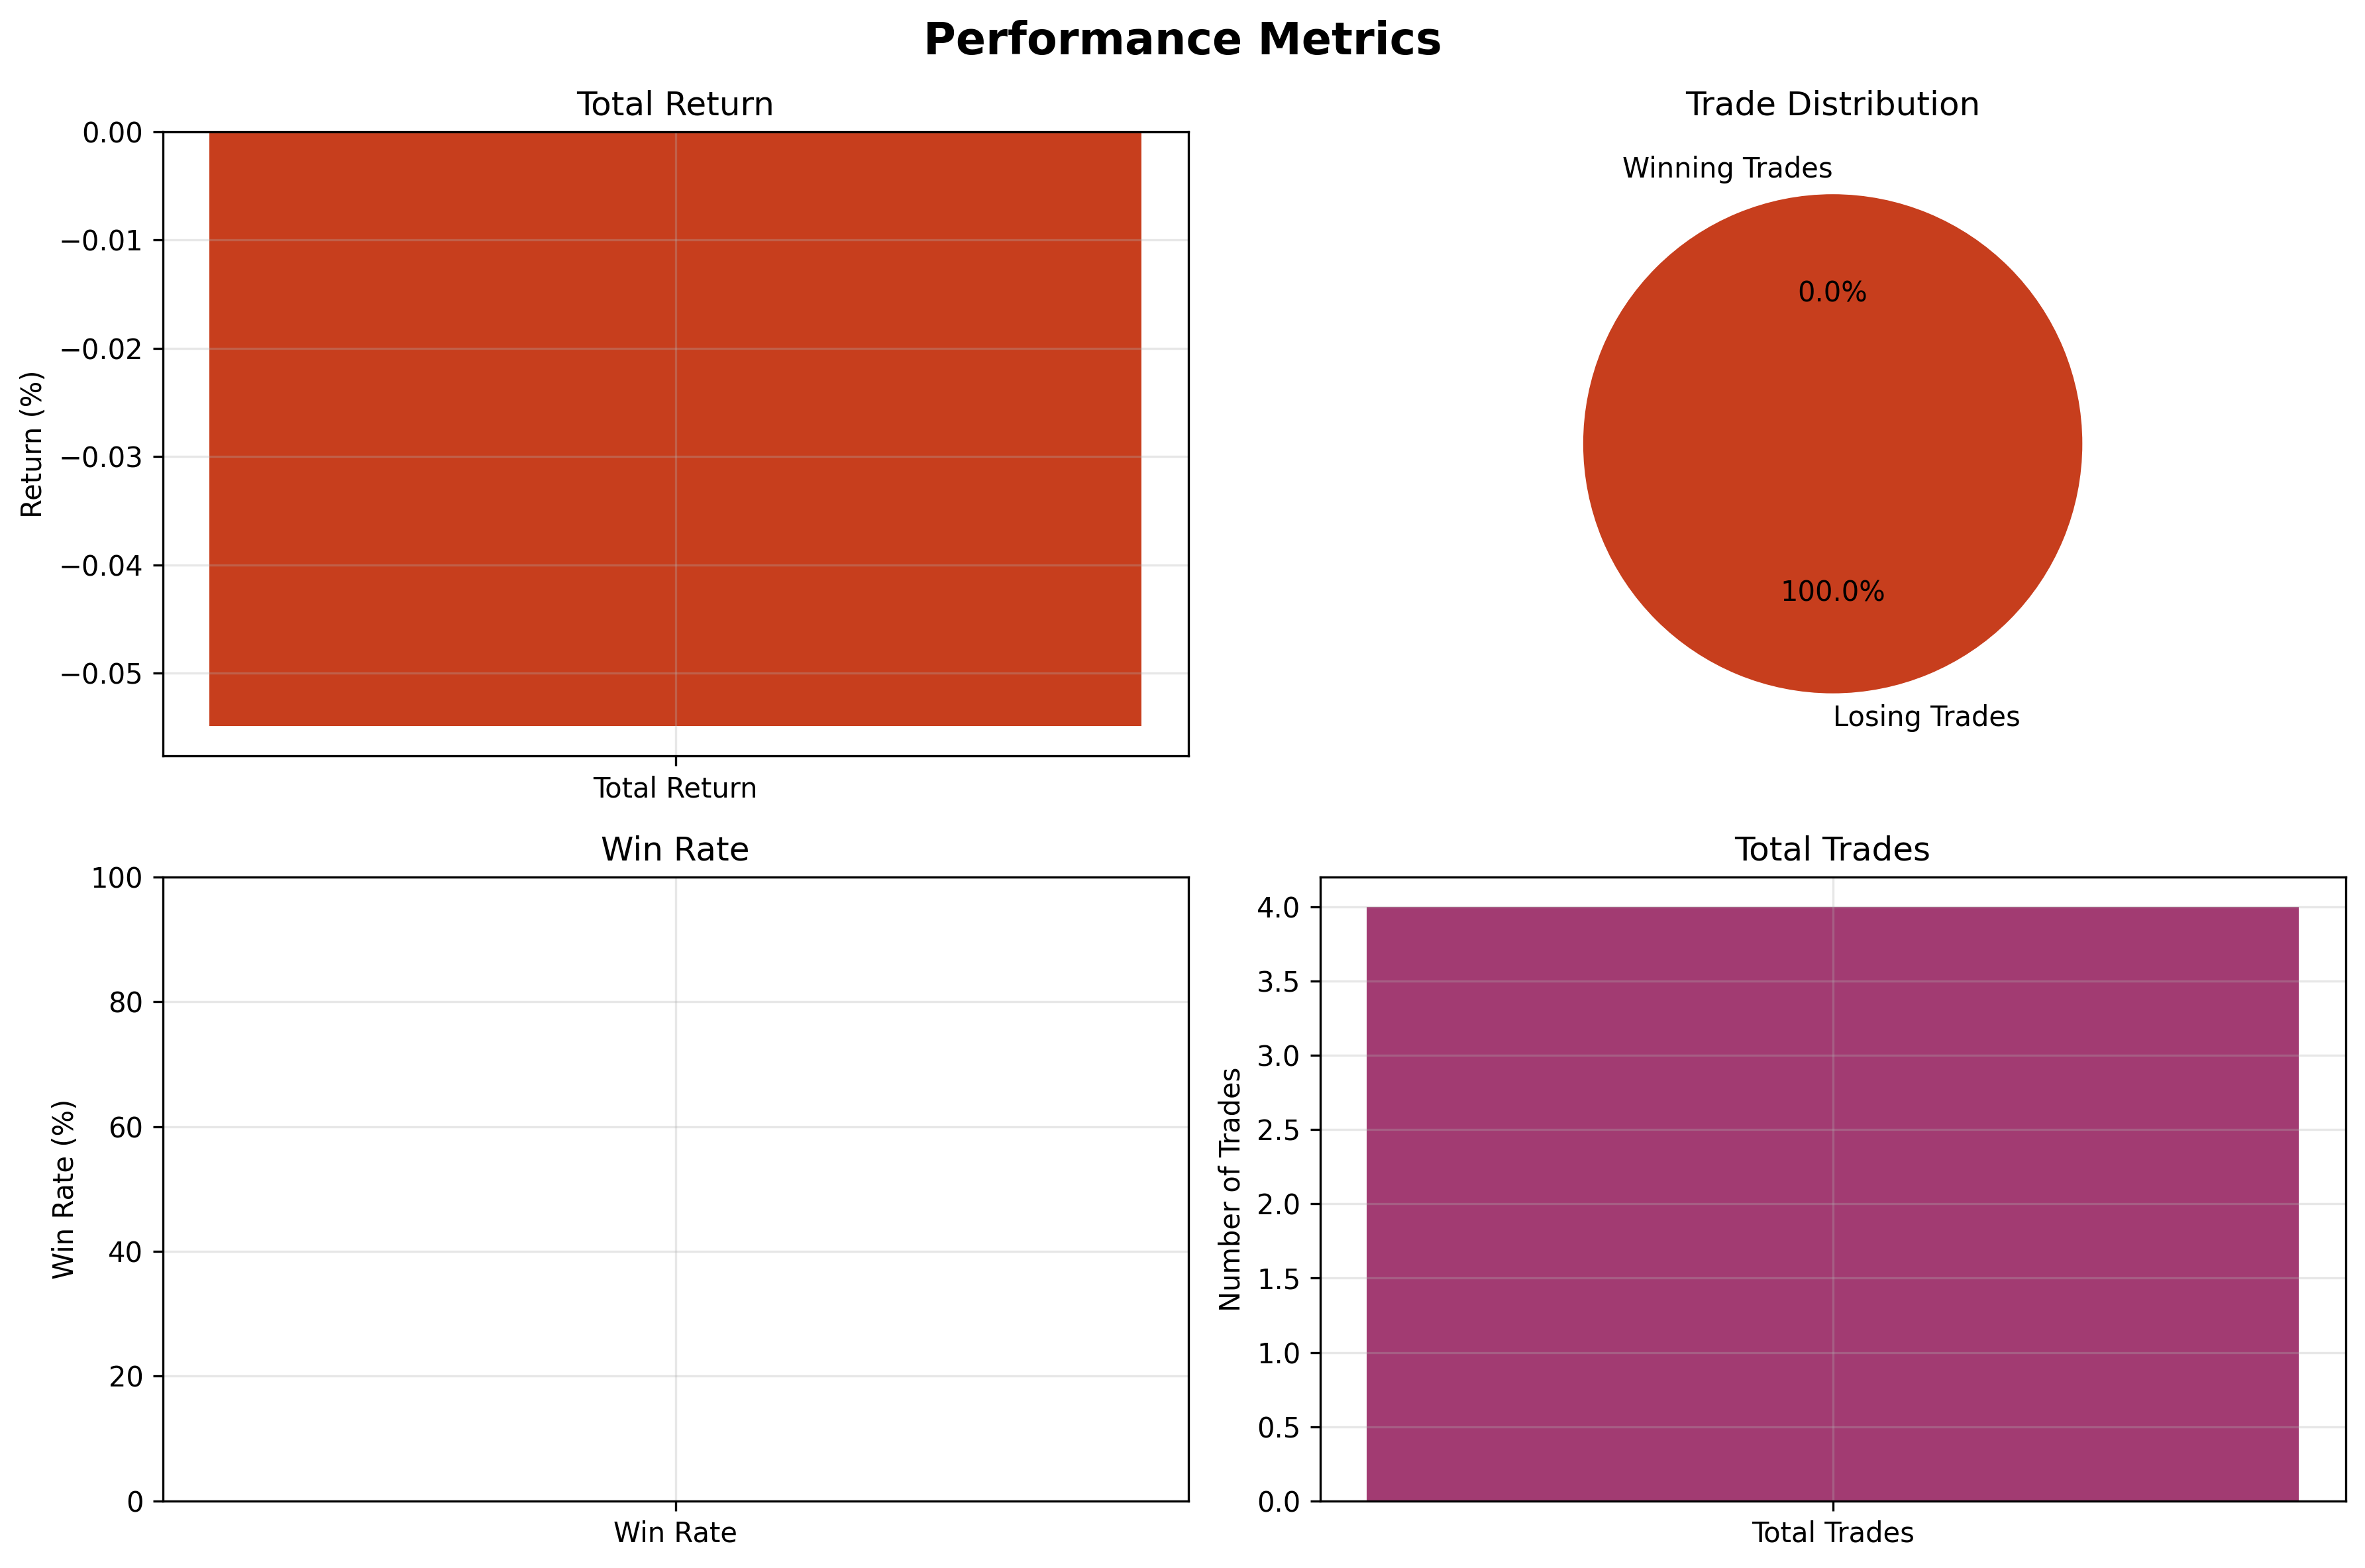 Performance Metrics
Total Return
0.00
−0.01
−0.02
−0.03
−0.04
−0.05
Return (%)
Total Return
Trade Distribution
Winning Trades
0.0%
100.0%
Losing Trades
Win Rate
100
80
60
40
20
0
Win Rate (%)
Win Rate
Total Trades
4.0
3.5
3.0
2.5
2.0
1.5
1.0
0.5
0.0
Number of Trades
Total Trades